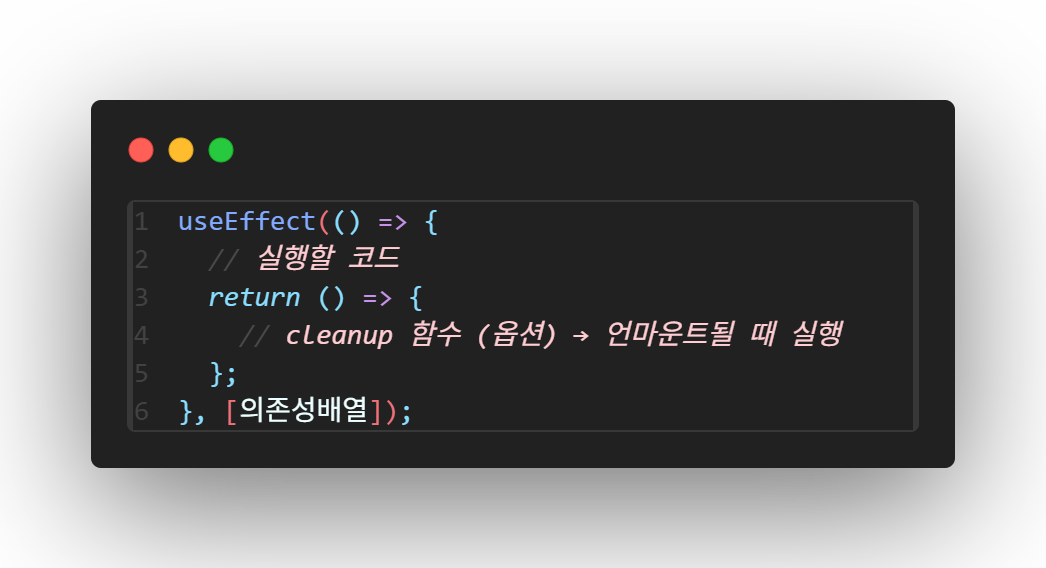 1 useEffect(() => {
2 // 실행할 코드
3 return () => {
4 // cleanup 함수 (옵션) → 언마운트될 때 실행
5 };
6 }, [의존성배열]);